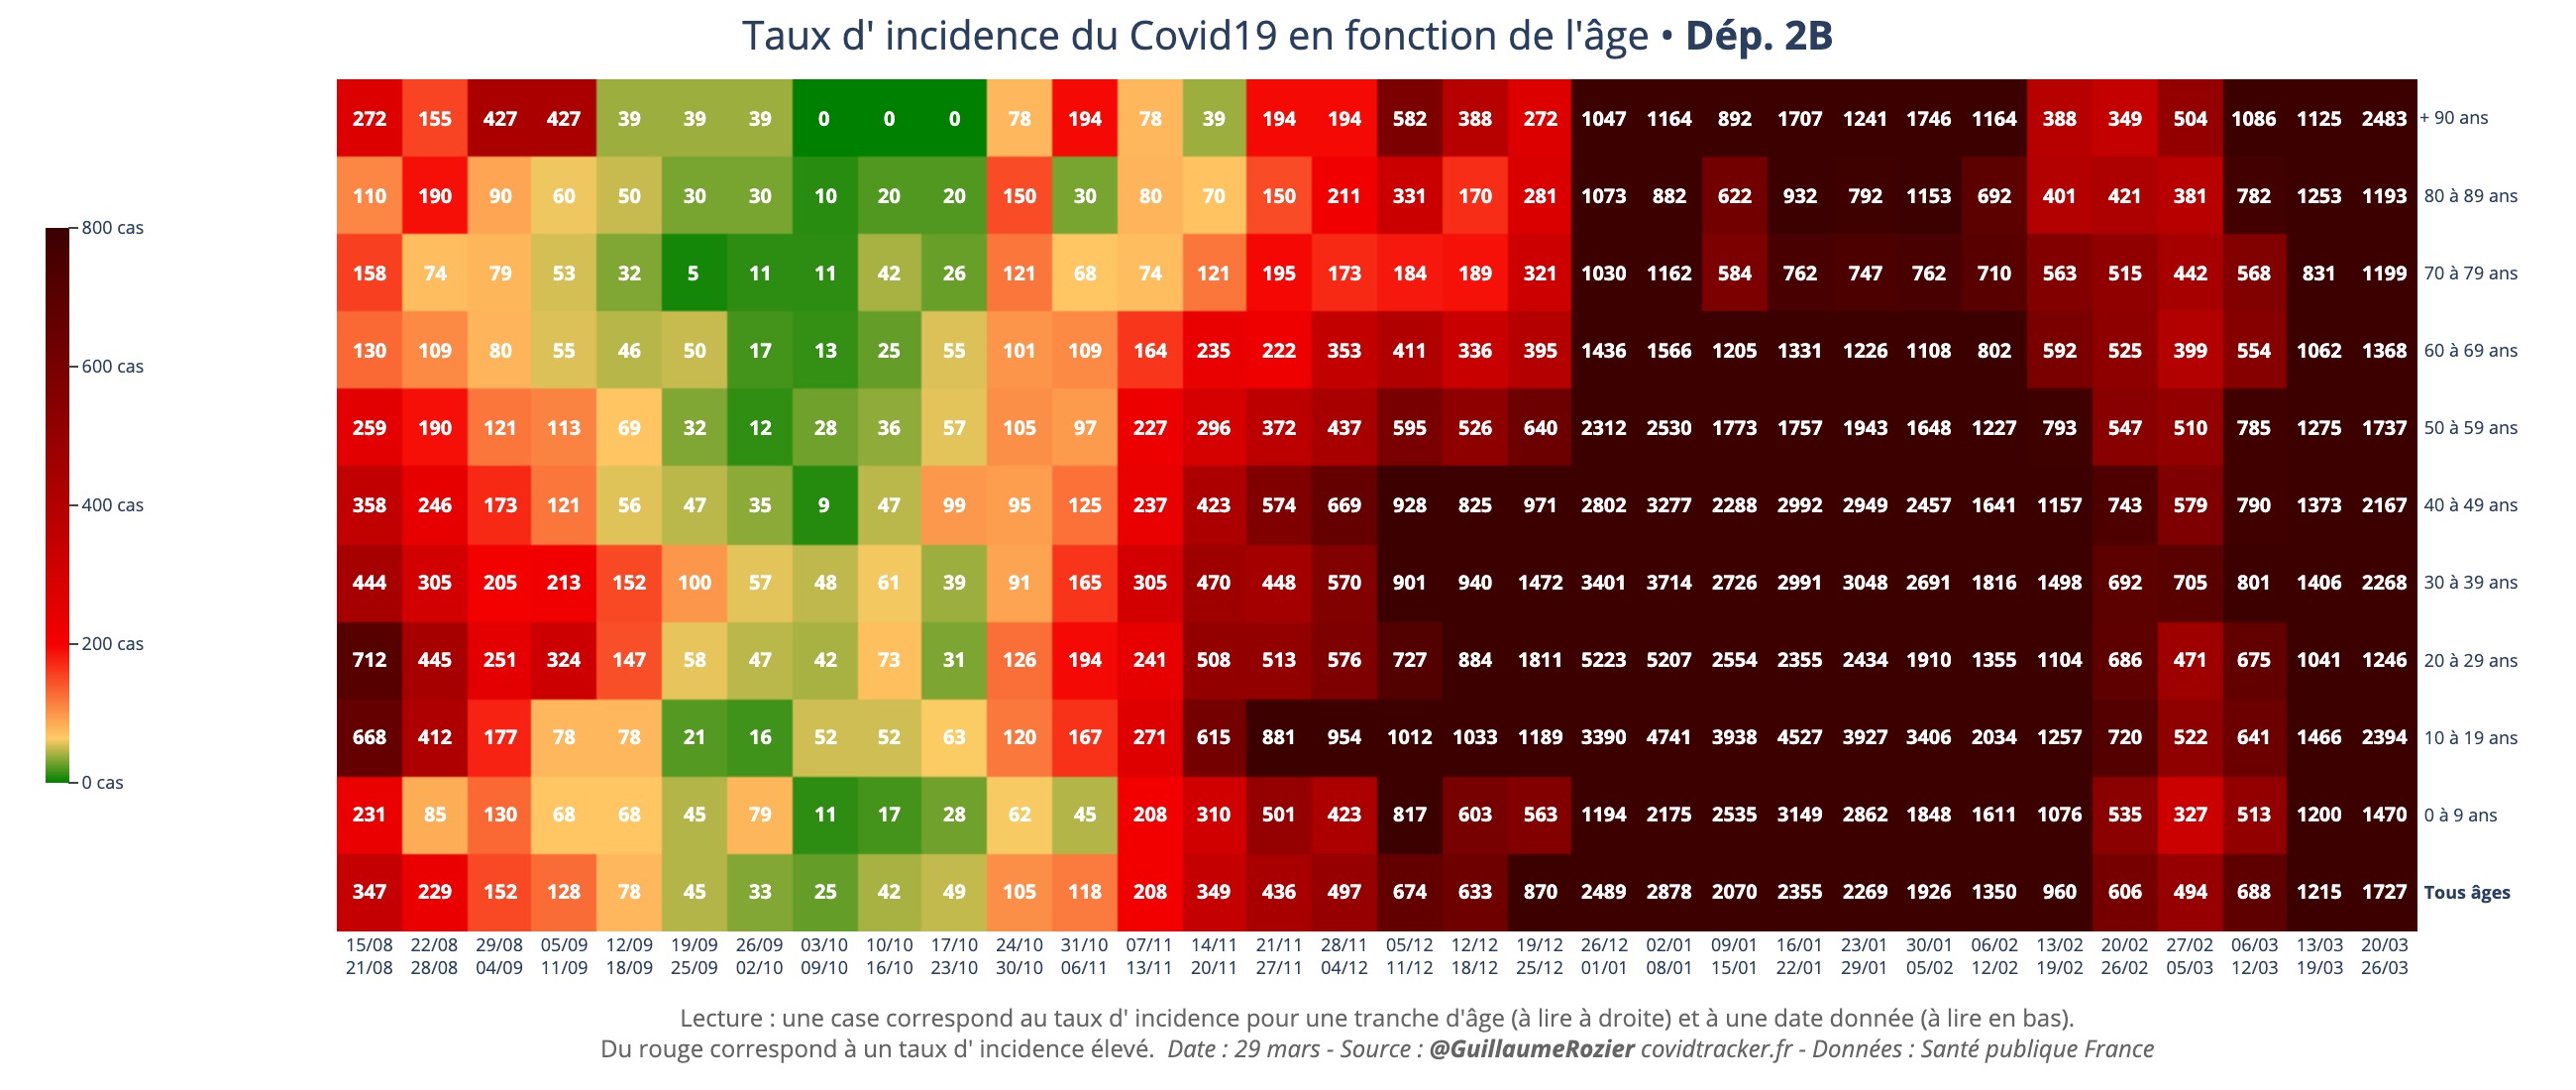 Taux d' incidence du Covid19 en fonction de l'âge • Dép. 2B
272 155 427 427 39 39 39 0 0 0 78 194 78 39 194 194 582 388 272 1047 1164 892 1707 1241 1746 1164 388 349 504 1086 1125 2483 + 90 ans
110 190 90 60 50 30 30 10 20 20 150 30 80 70 150 211 331 170 281 1073 882 622 932 792 1153 692 401 421 381 782 1253 1193 80 à 89 ans
800 cas
158 74 79 53 32 5 11 11 42 26 121 68 74 121 195 173 184 189 321 1030 1162 584 762 747 762 710 563 515 442 568 831 1199 70 à 79 ans
130 109 80 55 46 50 17 13 25 55 101 109 164 235 222 353 411 336 395 1436 1566 1205 1331 1226 1108 802 592 525 399 554 1062 1368 60 à 69 ans
600 cas
259 190 121 113 69 32 12 28 36 57 105 97 227 296 372 437 595 526 640 2312 2530 1773 1757 1943 1648 1227 793 547 510 785 1275 1737 50 à 59 ans
400 cas
358 246 173 121 56 47 35 9 47 99 95 125 237 423 574 669 928 825 971 2802 3277 2288 2992 2949 2457 1641 1157 743 579 790 1373 2167 40 à 49 ans
444 305 205 213 152 100 57 48 61 39 91 165 305 470 448 570 901 940 1472 3401 3714 2726 2991 3048 2691 1816 1498 692 705 801 1406 2268 30 à 39 ans
200 cas
712 445 251 324 147 58 47 42 73 31 126 194 241 508 513 576 727 884 1811 5223 5207 2554 2355 2434 1910 1355 1104 686 471 675 1041 1246 20 à 29 ans
668 412 177 78 78 21 16 52 52 63 120 167 271 615 881 954 1012 1033 1189 3390 4741 3938 4527 3927 3406 2034 1257 720 522 641 1466 2394 10 à 19 ans
0 cas
231 85 130 68 68 45 79 11 17 28 62 45 208 310 501 423 817 603 563 1194 2175 2535 3149 2862 1848 1611 1076 535 327 513 1200 1470 0 à 9 ans
347 229 152 128 78 45 33 25 42 49 105 118 208 349 436 497 674 633 870 2489 2878 2070 2355 2269 1926 1350 960 606 494 688 1215 1727 Tous âges
15/08 22/08 29/08 05/09 12/09 19/09 26/09 03/10 10/10 17/10 24/10 31/10 07/11 14/11 21/11 28/11 05/12 12/12 19/12 26/12 02/01 09/01 16/01 23/01 30/01 06/02 13/02 20/02 27/02 06/03 13/03 20/03
21/08 28/08 04/09 11/09 18/09 25/09 02/10 09/10 16/10 23/10 30/10 06/11 13/11 20/11 27/11 04/12 11/12 18/12 25/12 01/01 08/01 15/01 22/01 29/01 05/02 12/02 19/02 26/02 05/03 12/03 19/03 26/03
Lecture : une case correspond au taux d' incidence pour une tranche d'âge (à lire à droite) et à une date donnée (à lire en bas).
Du rouge correspond à un taux d' incidence élevé. Date : 29 mars - Source : @GuillaumeRozier covidtracker.fr - Données : Santé publique France